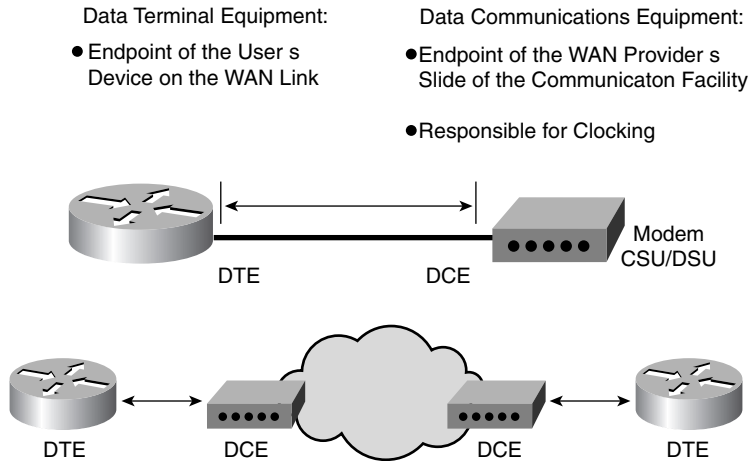 Data Terminal Equipment:
● Endpoint of the User s
Device on the WAN Link
Data Communications Equipment:
●Endpoint of the WAN Provider s
Slide of the Communicaton Facility
●Responsible for Clocking
DTE
DCE
Modem
CSU/DSU
DTE
DCE
DCE
DTE